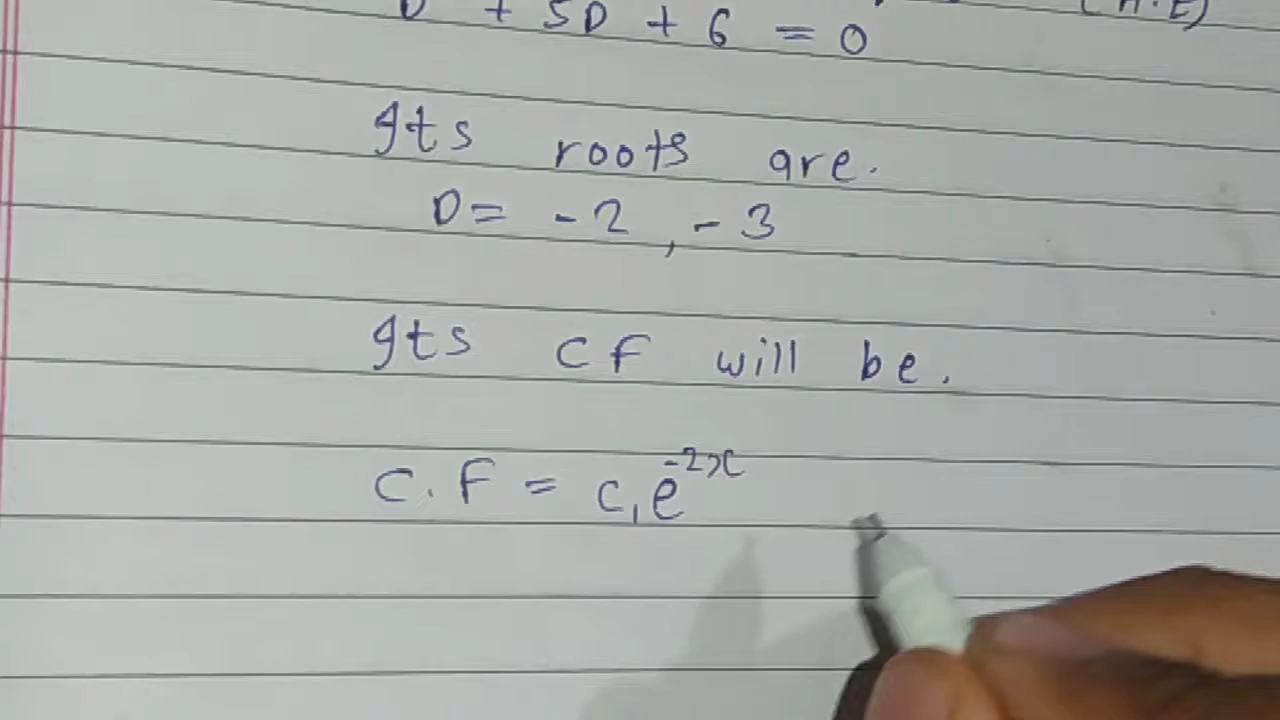 D + 5D + 6 = 0 (A.E)
Its roots are.
D = -2, -3
Its CF will be.
C.F = c₁e⁻²ˣ